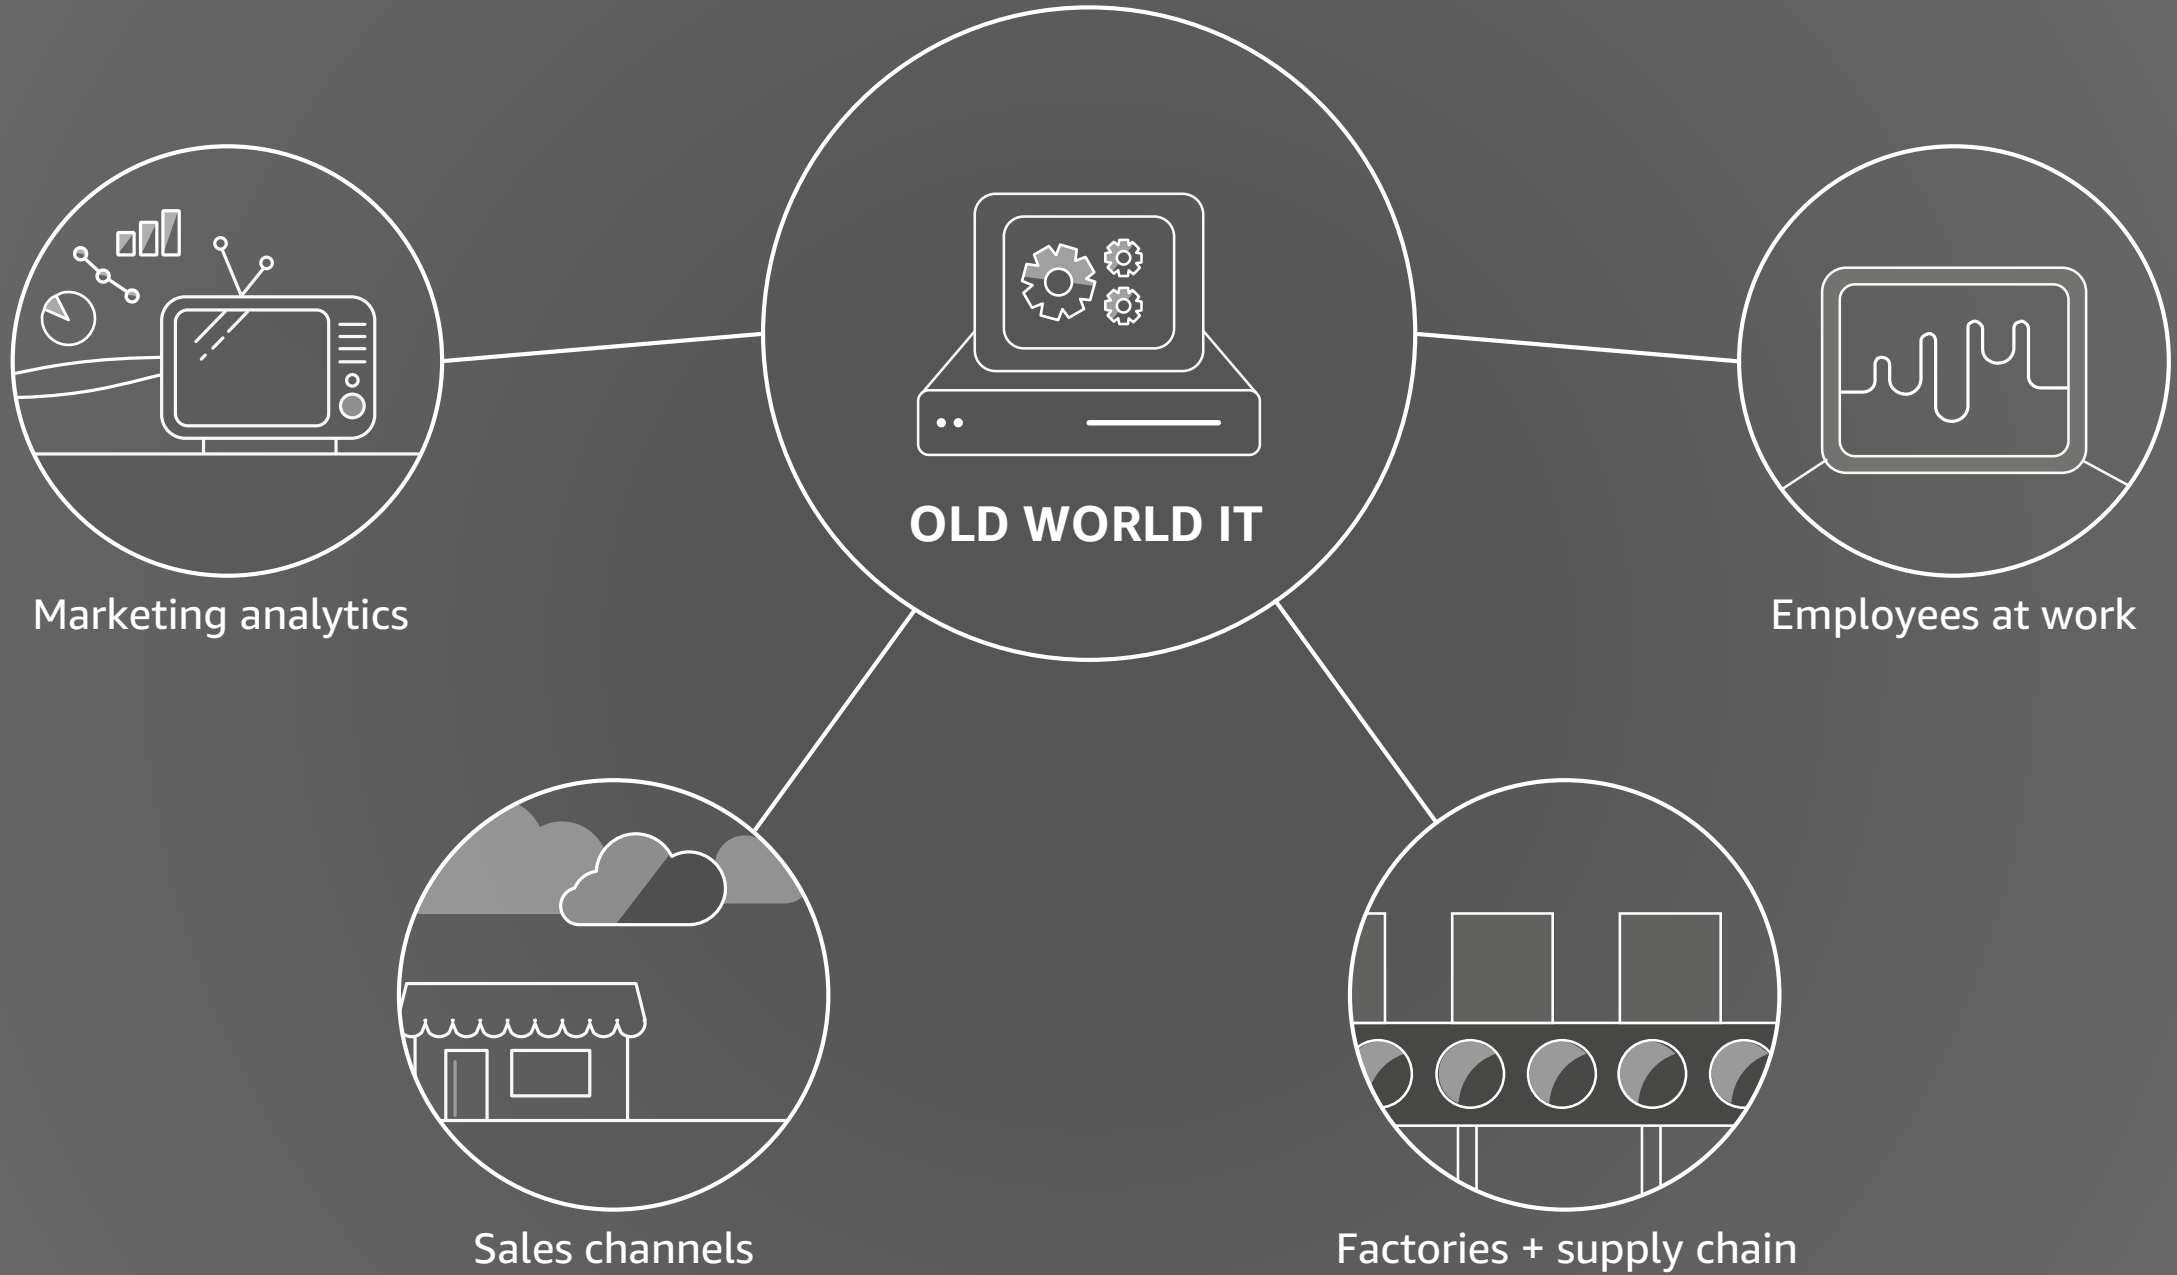 OLD WORLD IT
Marketing analytics
Employees at work
Sales channels
Factories + supply chain